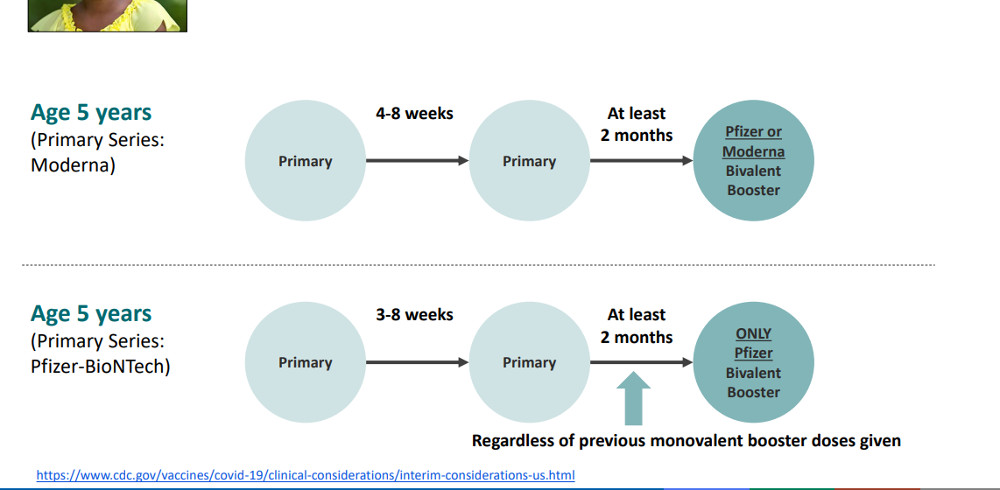 Age 5 years
(Primary Series:
Moderna)
Primary
4-8 weeks
Primary
At least
2 months
Pfizer or
Moderna
Bivalent
Booster
Age 5 years
(Primary Series:
Pfizer-BioNTech)
Primary
3-8 weeks
Primary
At least
2 months
ONLY
Pfizer
Bivalent
Booster
Regardless of previous monovalent booster doses given
https://www.cdc.gov/vaccines/covid-19/clinical-considerations/interim-considerations-us.html